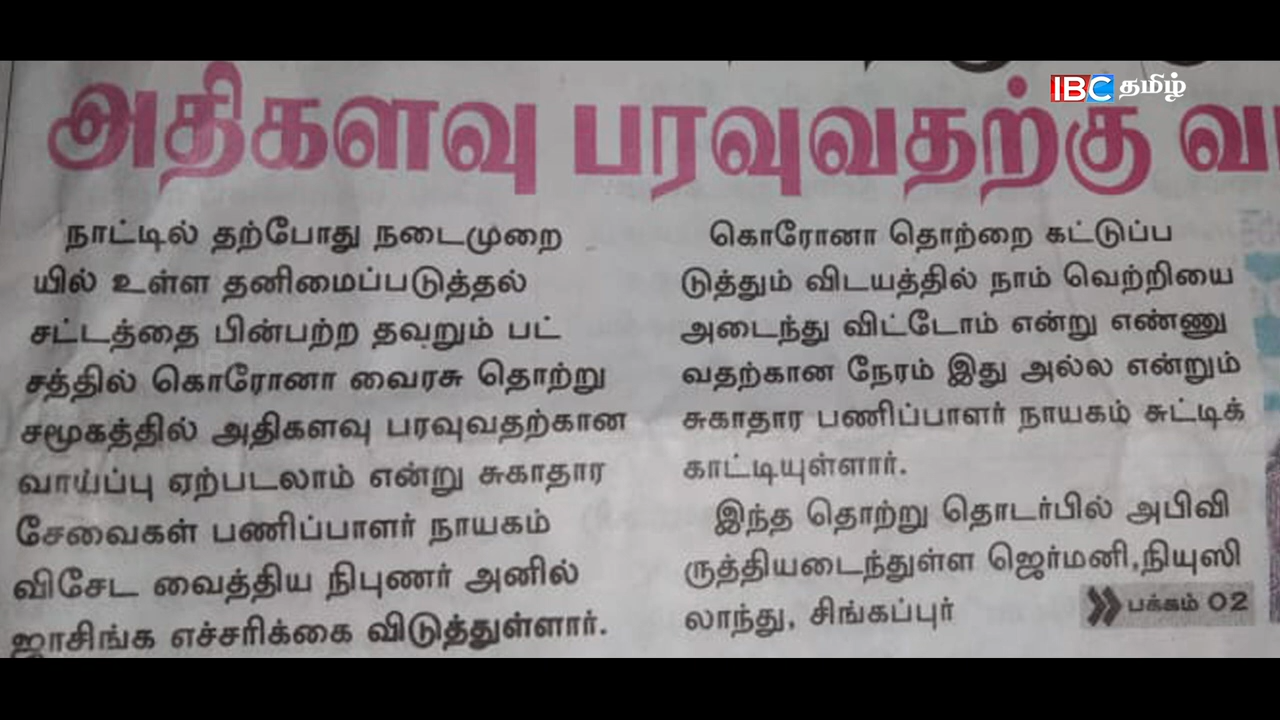 IBC தமிழ்
அதிகளவு பரவுவதற்கு
நாட்டில் தற்போது நடைமுறை
யில் உள்ள தனிமைப்படுத்தல்
சட்டத்தை பின்பற்ற தவறும் பட்
சத்தில் கொரோனா வைரசு தொற்று
சமூகத்தில் அதிகளவு பரவுவதற்கான
வாய்ப்பு ஏற்படலாம் என்று சுகாதார
சேவைகள் பணிப்பாளர் நாயகம்
விசேட வைத்திய நிபுணர் அனில்
ஜாசிங்க எச்சரிக்கை விடுத்துள்ளார்.
கொரோனா தொற்றை கட்டுப்ப
டுத்தும் விடயத்தில் நாம் வெற்றியை
அடைந்து விட்டோம் என்று எண்ணு
வதற்கான நேரம் இது அல்ல என்றும்
சுகாதார பணிப்பாளர் நாயகம் சுட்டிக்
காட்டியுள்ளார்.
இந்த தொற்று தொடர்பில் அபிவி
ருத்தியடைந்துள்ள ஜெர்மனி,நியுஸி
லாந்து, சிங்கப்புர்
பக்கம் 02